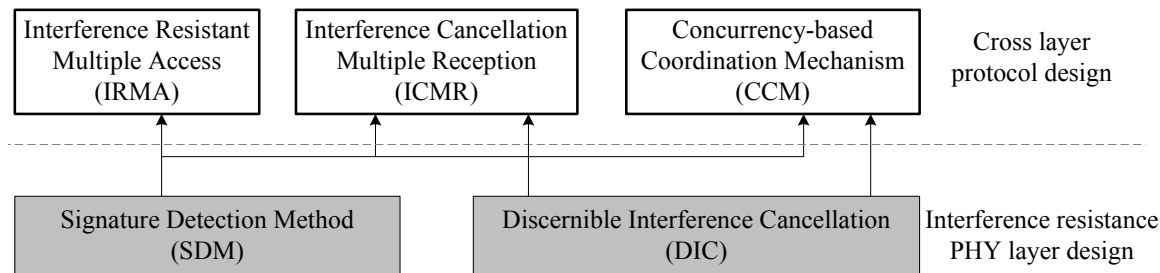 Interference Resistant
Multiple Access
(IRMA)
Interference Cancellation
Multiple Reception
(ICMR)
Concurrency-based
Coordination Mechanism
(CCM)
Cross layer
protocol design
Signature Detection Method
(SDM)
Discernible Interference Cancellation
(DIC)
Interference resistance
PHY layer design